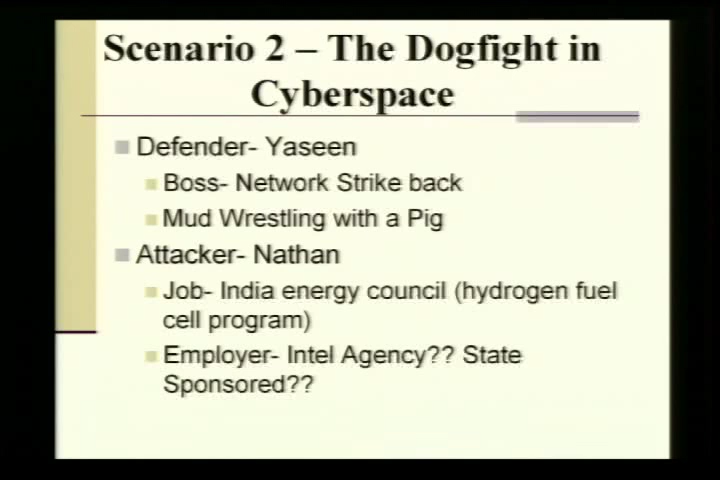 Scenario 2 – The Dogfight in
Cyberspace
Defender- Yaseen
Boss- Network Strike back
Mud Wrestling with a Pig
Attacker- Nathan
Job- India energy council (hydrogen fuel
cell program)
Employer- Intel Agency?? State
Sponsored??